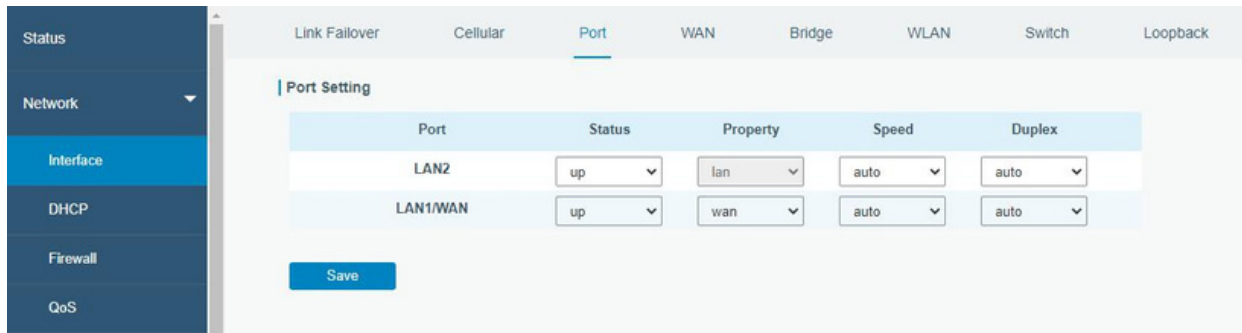 Status
Network
Interface
DHCP
Firewall
QoS
Link Failover Cellular Port WAN Bridge WLAN Switch Loopback
Port Setting
Port Status Property Speed Duplex
LAN2 up lan auto auto
LAN1/WAN up wan auto auto
Save